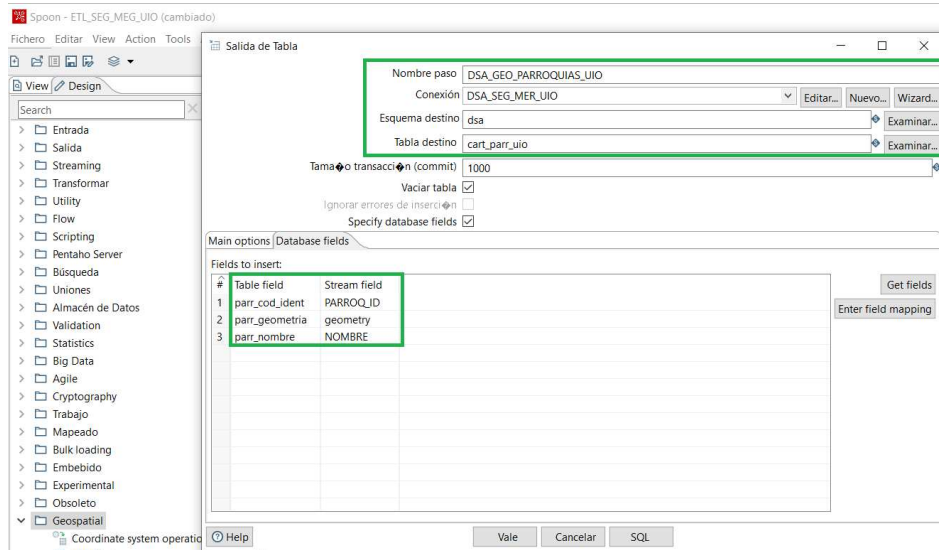 Spoon - ETL_SEG_MEG_UIO (cambiado)
Fichero Editar View Action Tools
View Design
Search
Entrada
Salida
Streaming
Transformar
Utility
Flow
Scripting
Pentaho Server
Búsqueda
Uniones
Almacén de Datos
Validation
Statistics
Big Data
Agile
Cryptography
Trabajo
Mapeado
Bulk loading
Embebido
Experimental
Obsoleto
Geospatial
Coordinate system operatio
Salida de Tabla
Nombre paso DSA_GEO_PARROQUIAS_UIO
Conexión DSA_SEG_MER_UIO Editar... Nuevo... Wizard...
Esquema destino dsa Examinar...
Tabla destino cart_parr_uio Examinar...
Tama�o transacci�n (commit) 1000
Vaciar tabla
Ignorar errores de inserci�n
Specify database fields
Main options Database fields
Fields to insert:
# Table field Stream field
1 parr_cod_ident PARROQ_ID
2 parr_geometria geometry
3 parr_nombre NOMBRE
Get fields
Enter field mapping
Help Vale Cancelar SQL